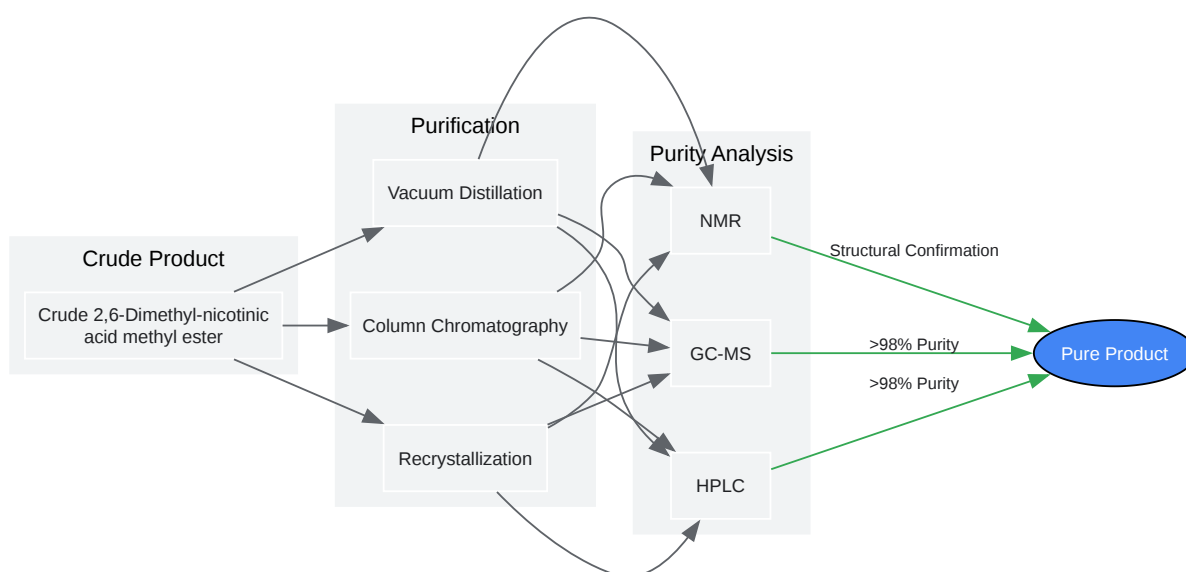 Crude Product
Crude 2,6-Dimethyl-nicotinic
acid methyl ester
Purification
Vacuum Distillation
Column Chromatography
Recrystallization
Purity Analysis
NMR
GC-MS
HPLC
Structural Confirmation
>98% Purity
>98% Purity
Pure Product